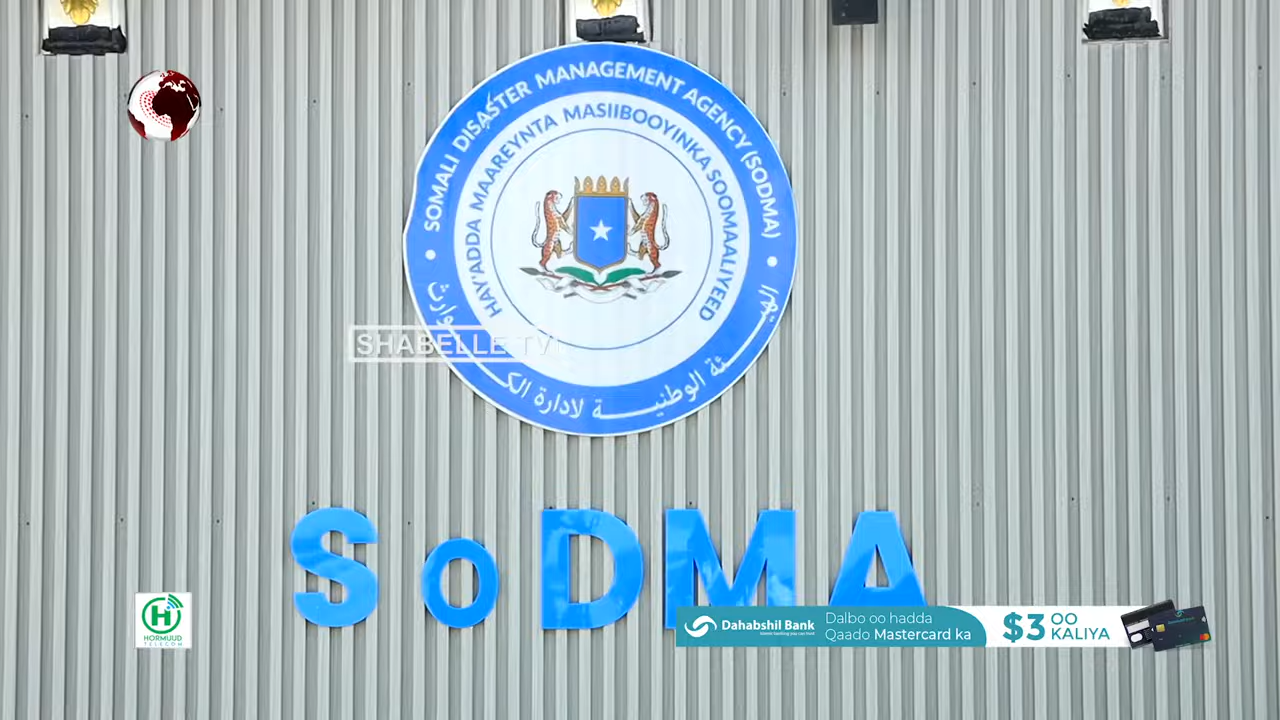 SOMALI DISASTER MANAGEMENT AGENCY (SODMA)
HAY'ADDA MAAREYNTA MASIIBOOYINKA SOOMAALIYEED
الهيئة الوطنية لادارة الكوارث
SHABELLE TV
SoDMA
HORMUUD
TELECOM
Dahabshil Bank
Dalbo oo hadda
Qaado Mastercard ka
$3 OO
KALIYA